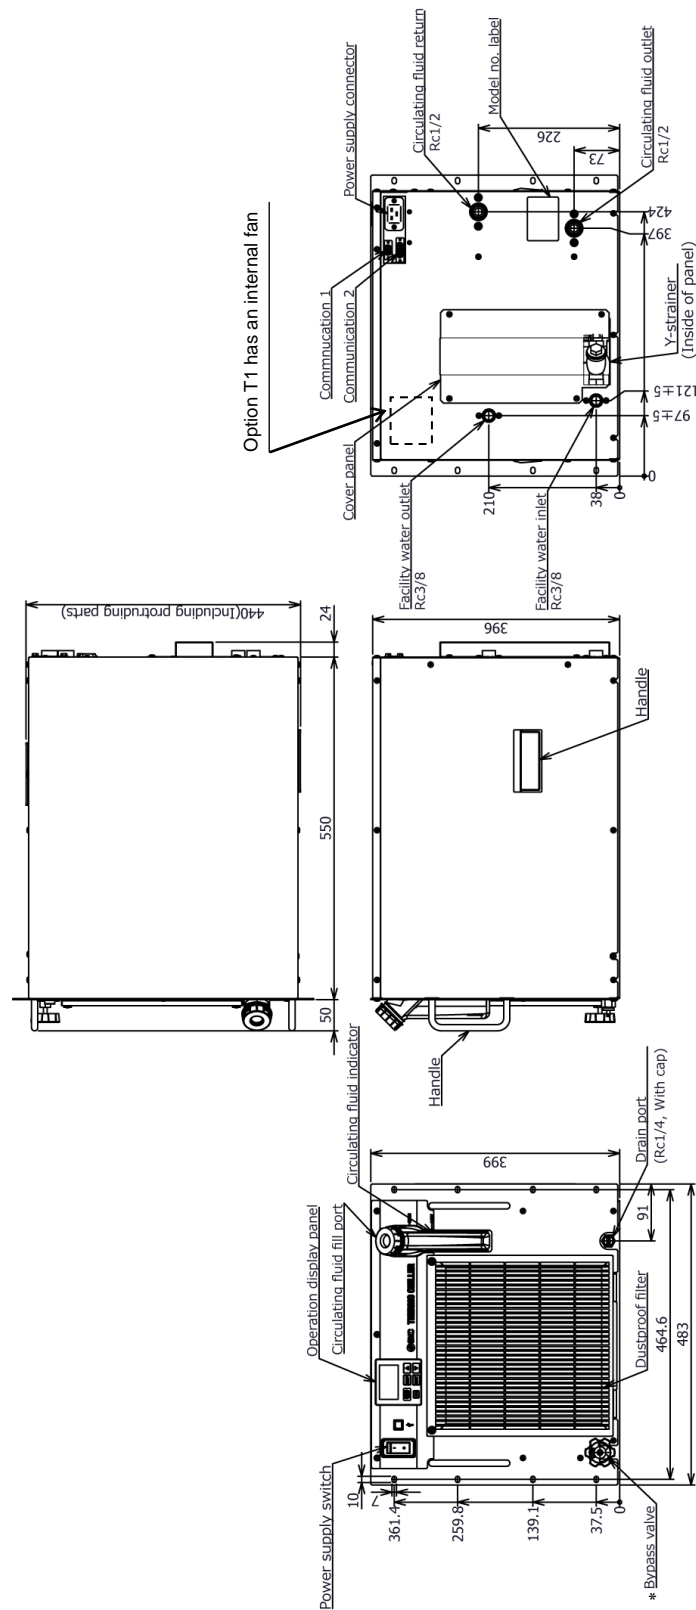 Option T1 has an internal fan
Power supply connector
Circulating fluid return
Rc1/2
Model no. label
Circulating fluid outlet
Rc1/2
Commnucation 1
Communication 2
226
73
424
397
Cover panel
Y-strainer
(Inside of panel)
121±5
97±5
0
210
38
0
Facility water outlet
Rc3/8
Facility water inlet
Rc3/8
440(Including protruding parts)
24
550
50
396
Handle
Handle
Circulating fluid indicator
Circulating fluid fill port
Operation display panel
Power supply switch
399
Drain port
(Rc1/4, With cap)
91
SMC THERMO CHILLER
Dustproof filter
464.6
483
10
7
361.4
259.8
139.1
37.5
0
* Bypass valve